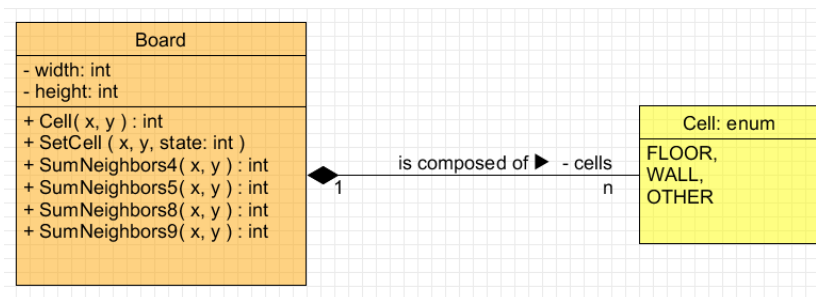 Board
- width: int
- height: int
+ Cell( x, y ) : int
+ SetCell ( x, y, state: int )
+ SumNeighbors4( x, y ) : int
+ SumNeighbors5( x, y ) : int
+ SumNeighbors8( x, y ) : int
+ SumNeighbors9( x, y ) : int
is composed of ▶ - cells
1
n
Cell: enum
FLOOR,
WALL,
OTHER